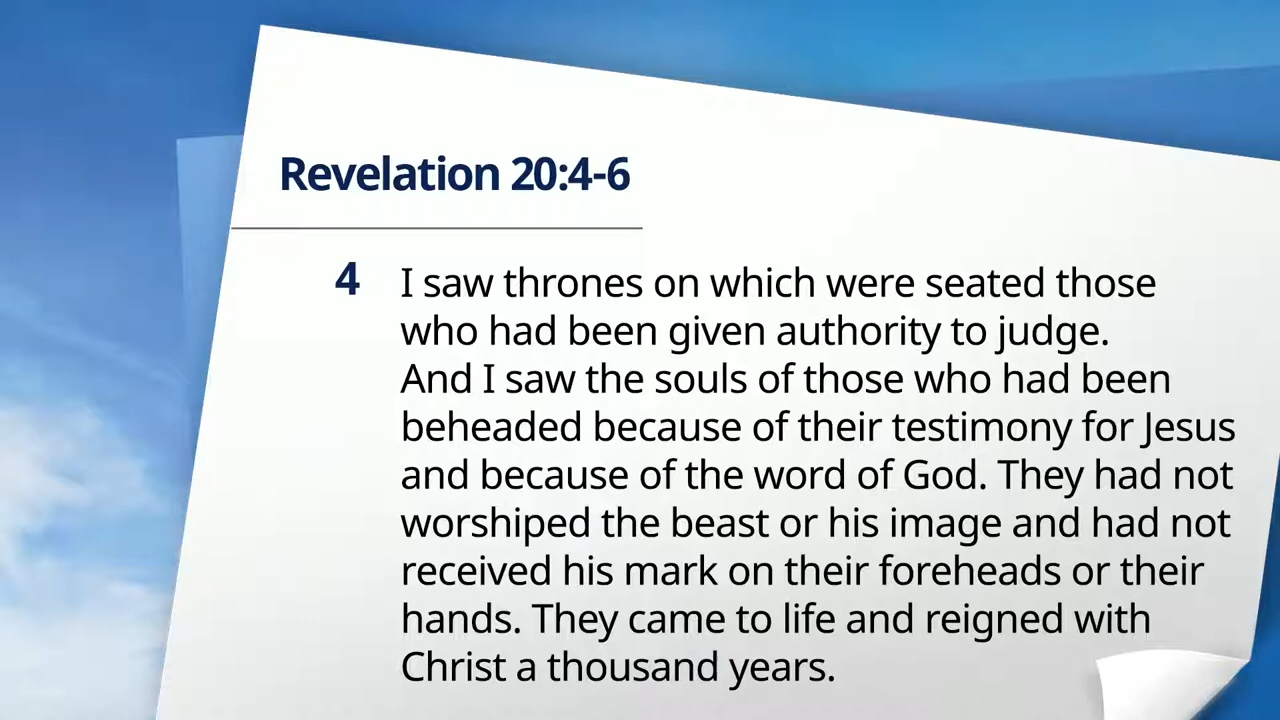 Revelation 20:4-6
4 I saw thrones on which were seated those
who had been given authority to judge.
And I saw the souls of those who had been
beheaded because of their testimony for Jesus
and because of the word of God. They had not
worshiped the beast or his image and had not
received his mark on their foreheads or their
hands. They came to life and reigned with
Christ a thousand years.